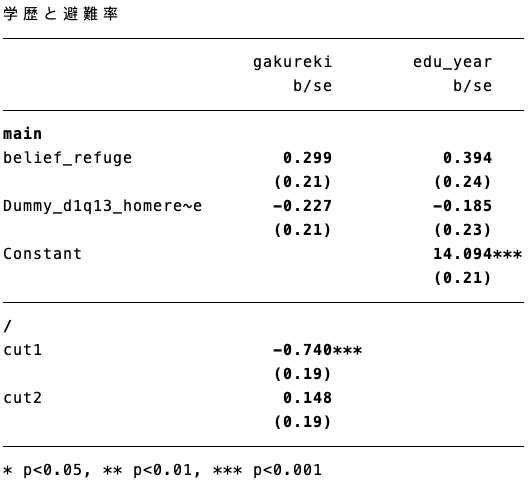 学歴と避難率
gakureki edu_year
b/se b/se
main
belief_refuge 0.299 0.394
(0.21) (0.24)
Dummy_d1q13_homere~e -0.227 -0.185
(0.21) (0.23)
Constant 14.094***
(0.21)
/
cut1 -0.740***
(0.19)
cut2 0.148
(0.19)
* p<0.05, ** p<0.01, *** p<0.001